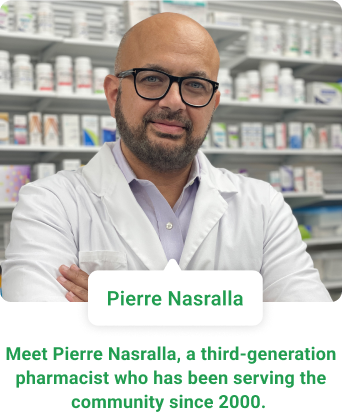 Pierre Nasralla
Meet Pierre Nasralla, a third-generation
pharmacist who has been serving the
community since 2000.